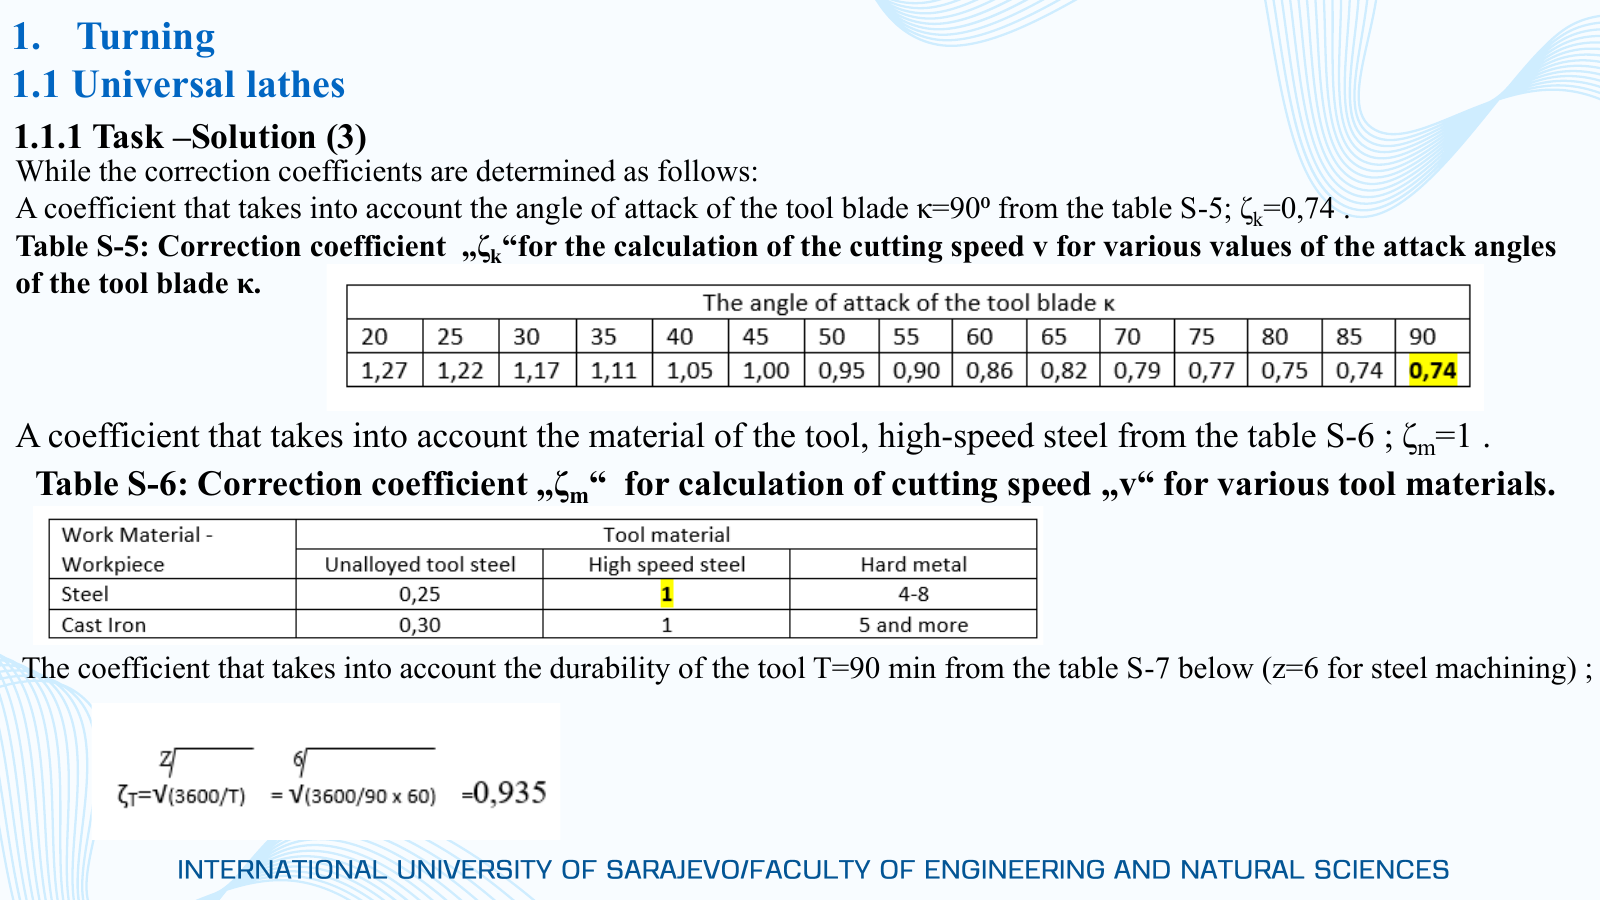 1. Turning
1.1 Universal lathes
1.1.1 Task –Solution (3)
While the correction coefficients are determined as follows:
A coefficient that takes into account the angle of attack of the tool blade κ=90⁰ from the table S-5; ζk=0,74 .
Table S-5: Correction coefficient „ζk“for the calculation of the cutting speed v for various values of the attack angles
of the tool blade κ.
The angle of attack of the tool blade κ
20 25 30 35 40 45 50 55 60 65 70 75 80 85 90
1,27 1,22 1,17 1,11 1,05 1,00 0,95 0,90 0,86 0,82 0,79 0,77 0,75 0,74 0,74
A coefficient that takes into account the material of the tool, high-speed steel from the table S-6 ; ζm=1 .
Table S-6: Correction coefficient „ζm“ for calculation of cutting speed „v“ for various tool materials.
Work Material - Tool material
Workpiece Unalloyed tool steel High speed steel Hard metal
Steel 0,25 1 4-8
Cast Iron 0,30 1 5 and more
The coefficient that takes into account the durability of the tool T=90 min from the table S-7 below (z=6 for steel machining) ;
Z 6
ζT=√(3600/T) = √(3600/90 x 60) =0,935
INTERNATIONAL UNIVERSITY OF SARAJEVO/FACULTY OF ENGINEERING AND NATURAL SCIENCES